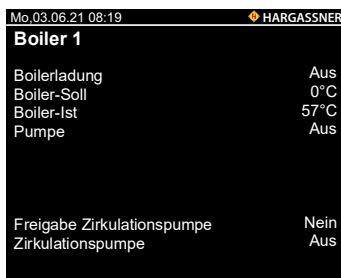 Mo,03.06.21 08:19 HARGASSNER
Boiler 1
Boilerladung Aus
Boiler-Soll 0°C
Boiler-Ist 57°C
Pumpe Aus
Freigabe Zirkulationspumpe Nein
Zirkulationspumpe Aus